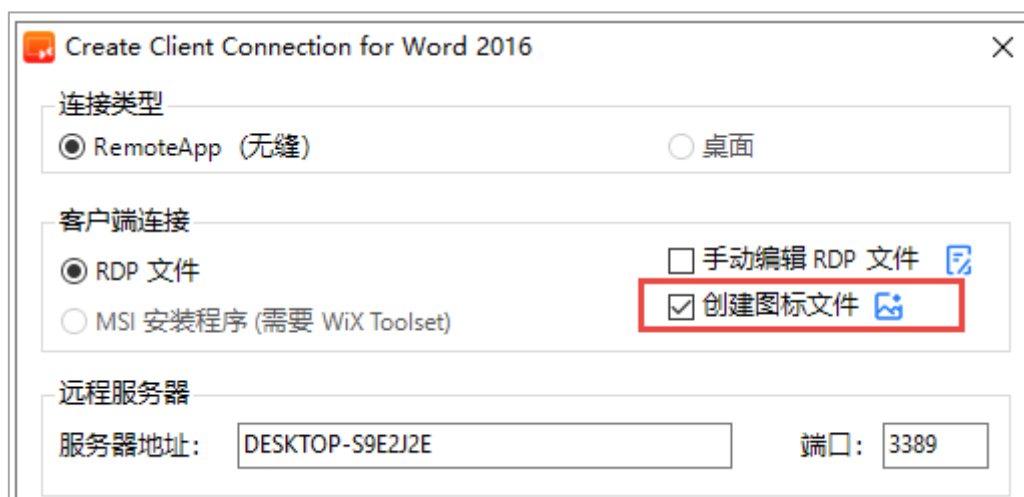 Create Client Connection for Word 2016
连接类型
RemoteApp (无缝) 桌面
客户端连接
RDP 文件 手动编辑 RDP 文件
MSI 安装程序 (需要 WiX Toolset) 创建图标文件
远程服务器
服务器地址: DESKTOP-S9E2J2E 端口: 3389